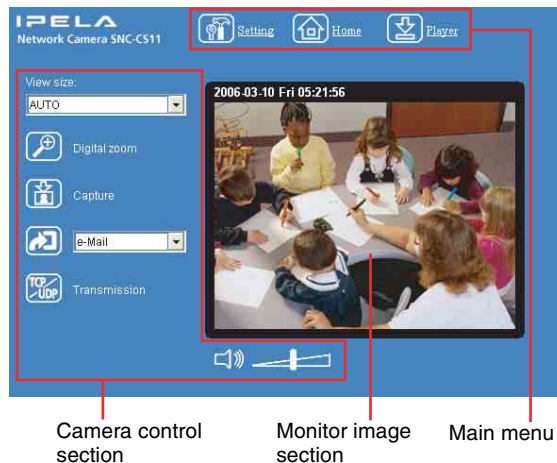 IPELA
Network Camera SNC-CS11
Setting
Home
Player
View size:
AUTO
2006-03-10 Fri 05:21:56
Digital zoom
Capture
e-Mail
TCP/UDP
Transmission
Camera control
section
Monitor image
section
Main menu